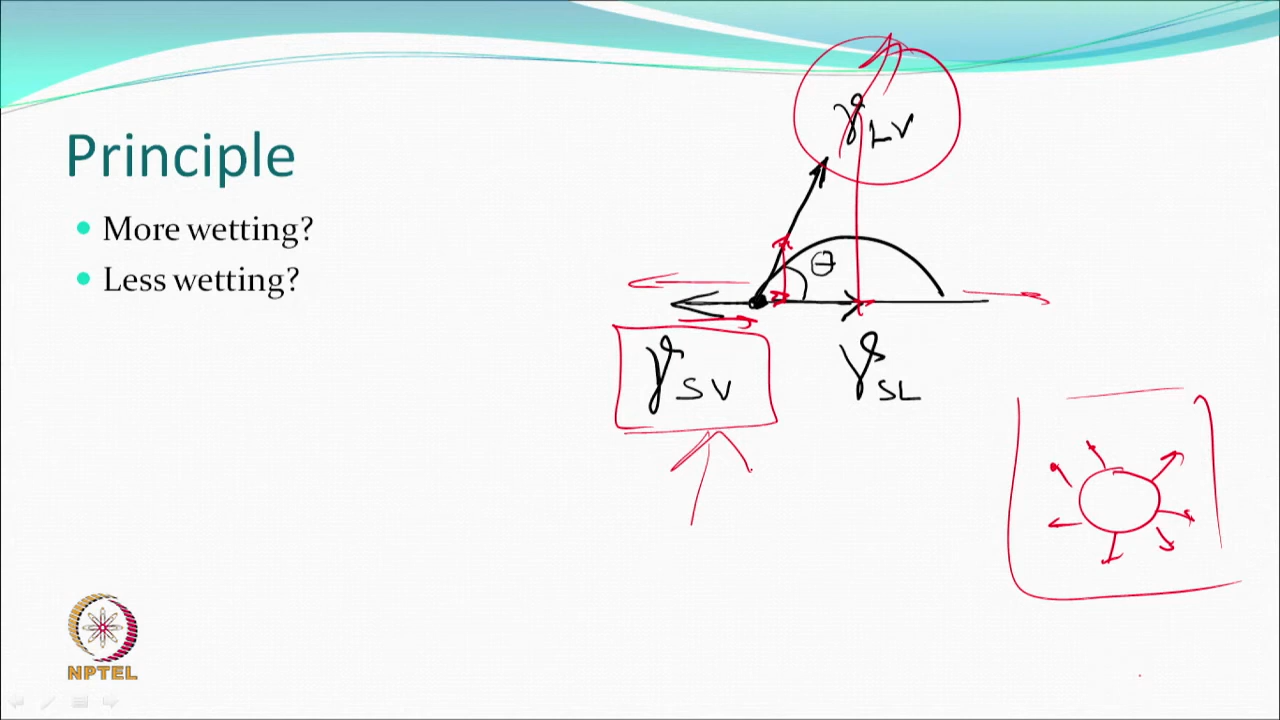 Principle
More wetting?
Less wetting?
γLV
θ
γSV
γSL
NPTEL